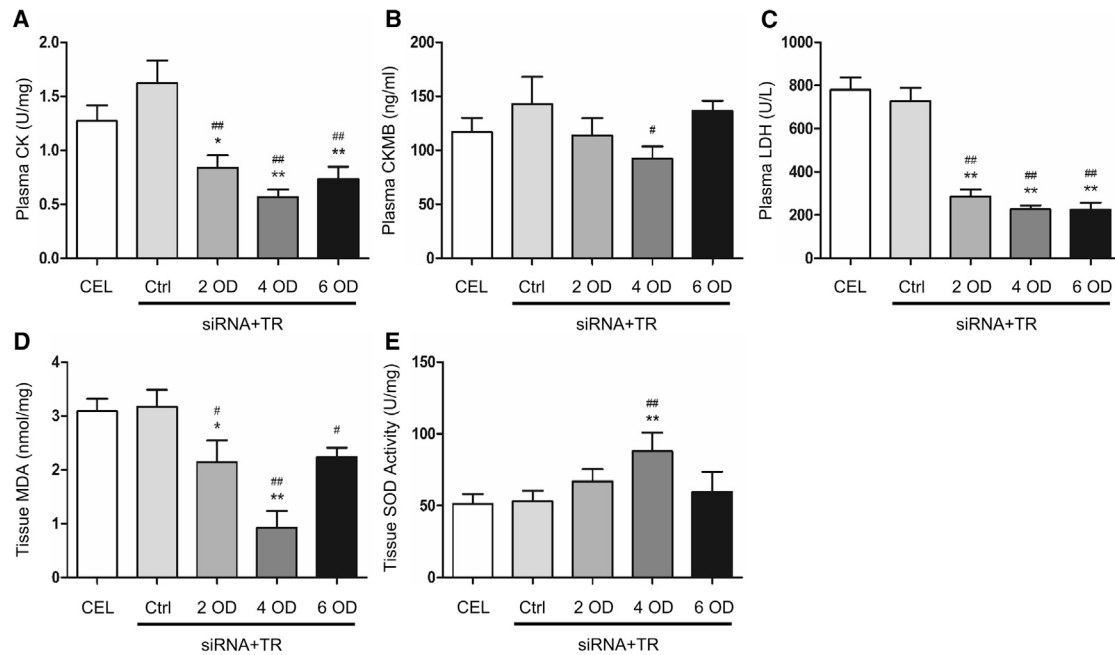 A
Plasma CK (U/mg)
2.0
1.5
1.0
0.5
0.0
##
*
##
**
##
**
CEL Ctrl 2 OD 4 OD 6 OD
siRNA+TR
B
Plasma CKMB (ng/ml)
200
150
100
50
0
#
CEL Ctrl 2 OD 4 OD 6 OD
siRNA+TR
C
Plasma LDH (U/L)
1000
800
600
400
200
0
##
**
##
**
##
**
CEL Ctrl 2 OD 4 OD 6 OD
siRNA+TR
D
Tissue MDA (nmol/mg)
4
3
2
1
0
#
*
##
**
#
CEL Ctrl 2 OD 4 OD 6 OD
siRNA+TR
E
Tissue SOD Activity (U/mg)
150
100
50
0
##
**
CEL Ctrl 2 OD 4 OD 6 OD
siRNA+TR